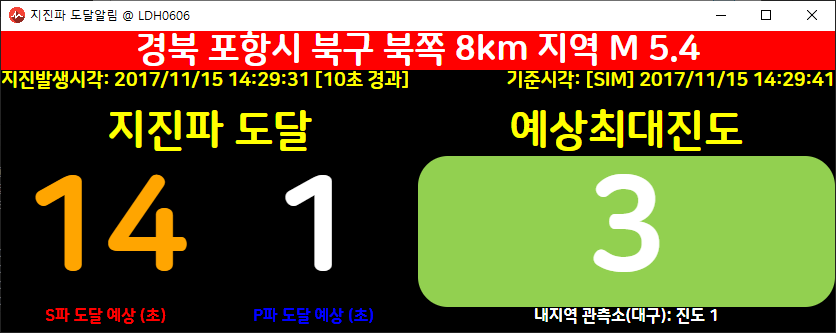 지진파 도달알림 @ LDH0606
경북 포항시 북구 북쪽 8km 지역 M 5.4
지진발생시각: 2017/11/15 14:29:31 [10초 경과]
기준시각: [SIM] 2017/11/15 14:29:41
지진파 도달
예상최대진도
14
1
3
S파 도달 예상 (초)
P파 도달 예상 (초)
내지역 관측소(대구): 진도 1